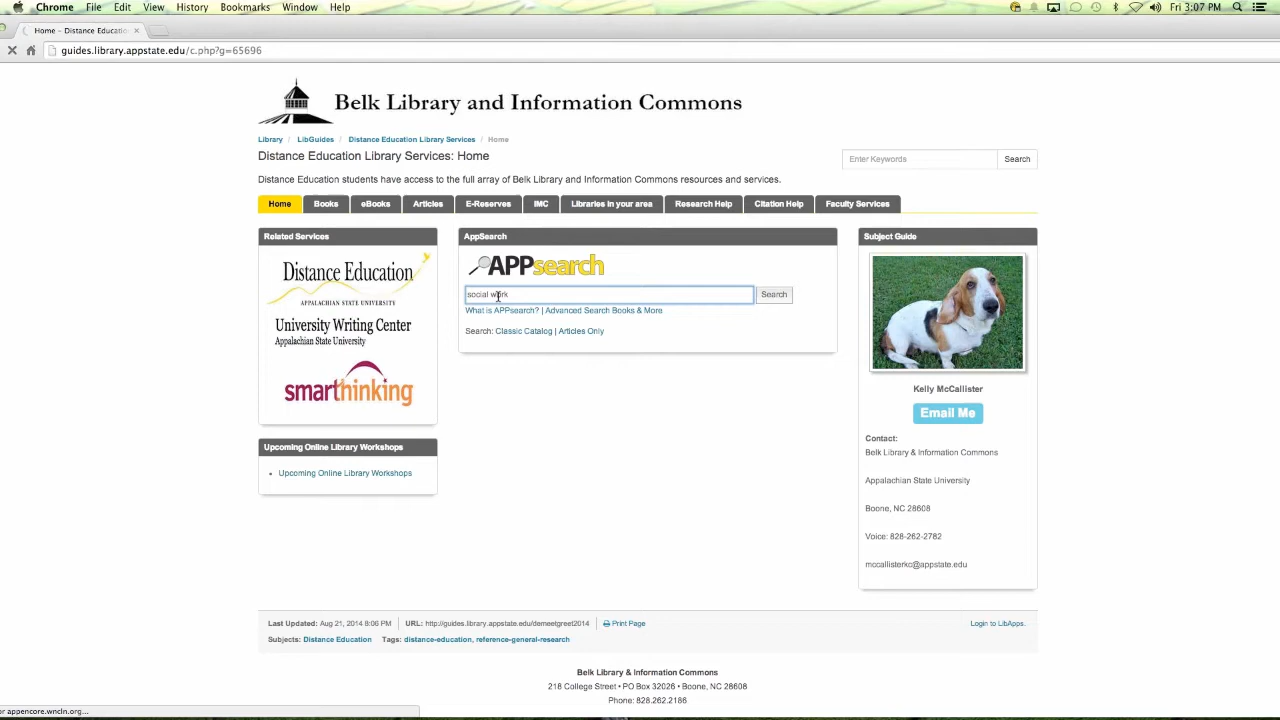 Chrome File Edit View History Bookmarks Window Help Fri 3:07 PM
Home - Distance Educatio
guides.library.appstate.edu/c.php?g=65696
Belk Library and Information Commons
Library / LibGuides / Distance Education Library Services / Home
Distance Education Library Services: Home
Enter Keywords Search
Distance Education students have access to the full array of Belk Library and Information Commons resources and services.
Home Books eBooks Articles E-Reserves IMC Libraries in your area Research Help Citation Help Faculty Services
Related Services
Distance Education
APPALACHIAN STATE UNIVERSITY
University Writing Center
Appalachian State University
smarthinking
Upcoming Online Library Workshops
• Upcoming Online Library Workshops
AppSearch
APPsearch
social work Search
What is APPsearch? | Advanced Search Books & More
Search: Classic Catalog | Articles Only
Subject Guide
Kelly McCallister
Email Me
Contact:
Belk Library & Information Commons
Appalachian State University
Boone, NC 28608
Voice: 828-262-2782
mccallisterkc@appstate.edu
Last Updated: Aug 21, 2014 8:06 PM URL: http://guides.library.appstate.edu/demeetgreet2014 Print Page Login to LibApps.
Subjects: Distance Education Tags: distance-education, reference-general-research
Belk Library & Information Commons
218 College Street • PO Box 32026 • Boone, NC 28608
Phone: 828.262.2186
or appencore.wncln.org...